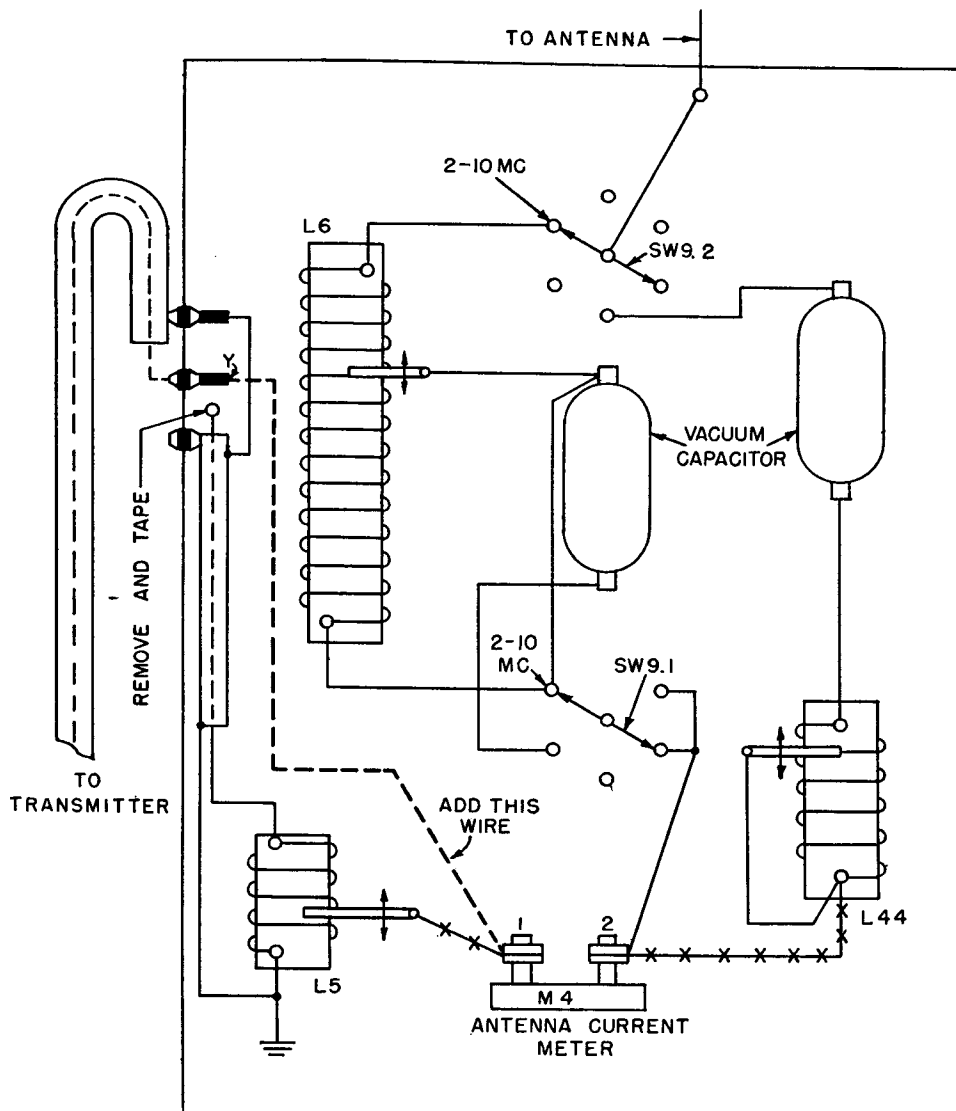 TO ANTENNA
2-10 MC
L6
SW9.2
Y
VACUUM
CAPACITOR
REMOVE AND TAPE
2-10
MC
SW9.1
TO
TRANSMITTER
ADD THIS
WIRE
L44
1
2
L5
M4
ANTENNA CURRENT
METER